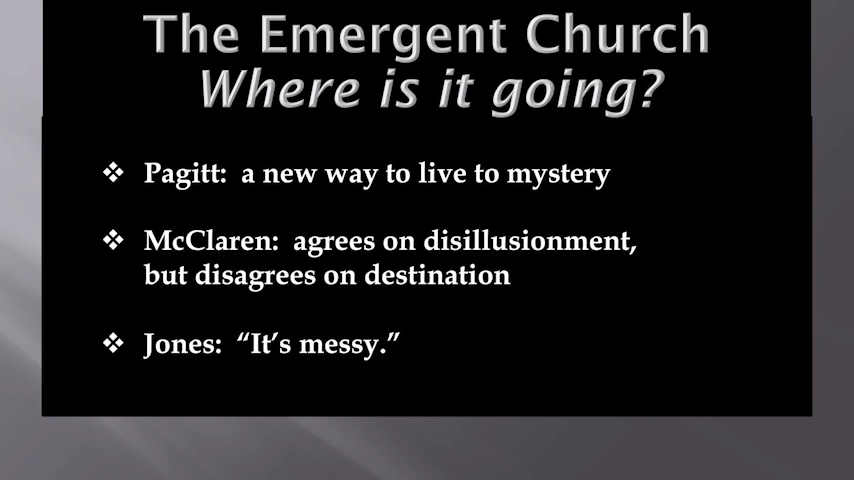 The Emergent Church
Where is it going?
❖ Pagitt:  a new way to live to mystery
❖ McClaren:  agrees on disillusionment,
but disagrees on destination
❖ Jones:  “It’s messy.”